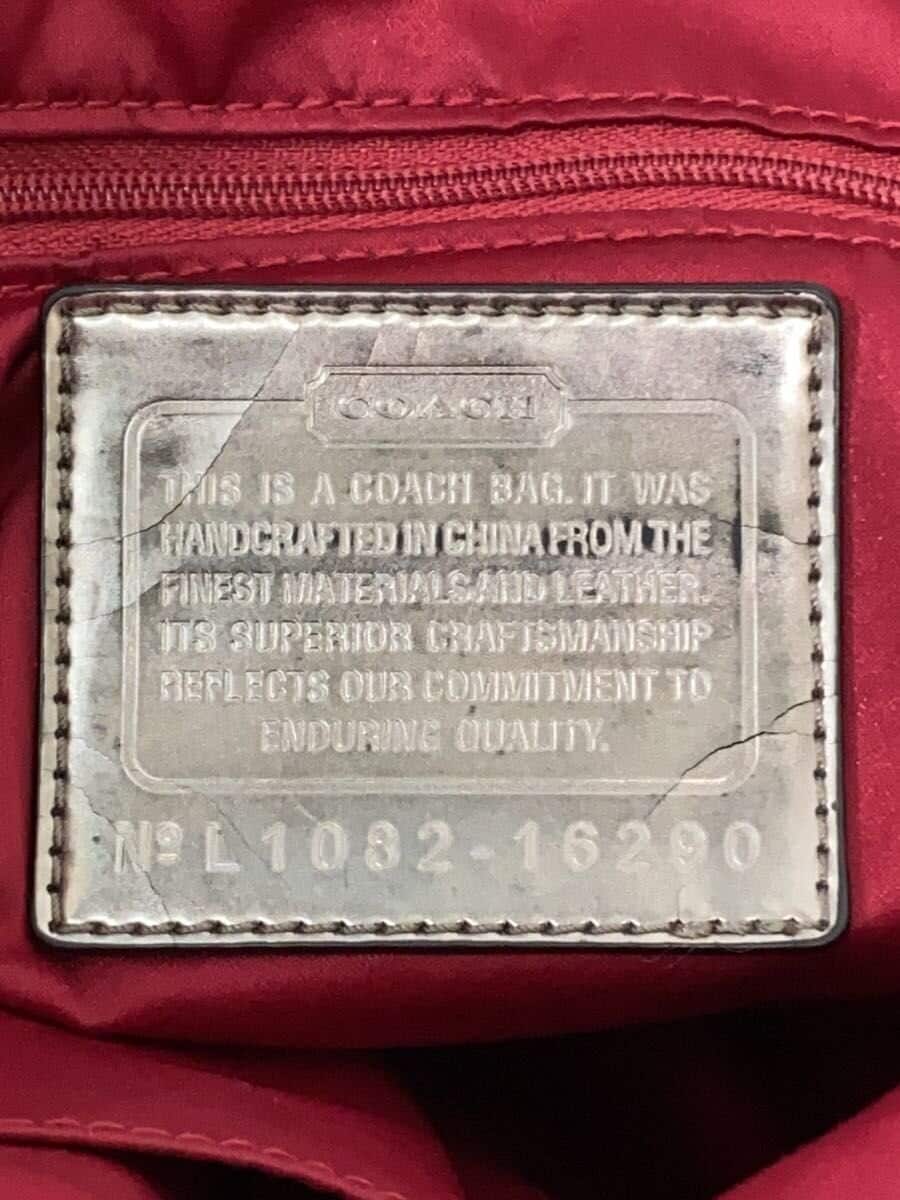 COACH
THIS IS A COACH BAG. IT WAS
HANDCRAFTED IN CHINA FROM THE
FINEST MATERIALS AND LEATHER.
ITS SUPERIOR CRAFTSMANSHIP
REFLECTS OUR COMMITMENT TO
ENDURING QUALITY.
Nº L1082-16290